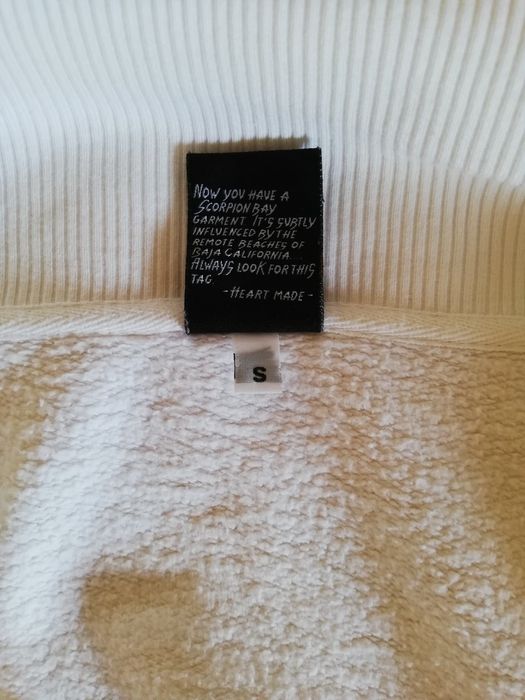 NOW YOU HAVE A
SCORPION BAY
GARMENT IT'S SUBTLY
INFLUENCED BY THE
REMOTE BEACHES OF
BAJA CALIFORNIA...
ALWAYS LOOK FOR THIS
TAG
- HEART MADE -
S